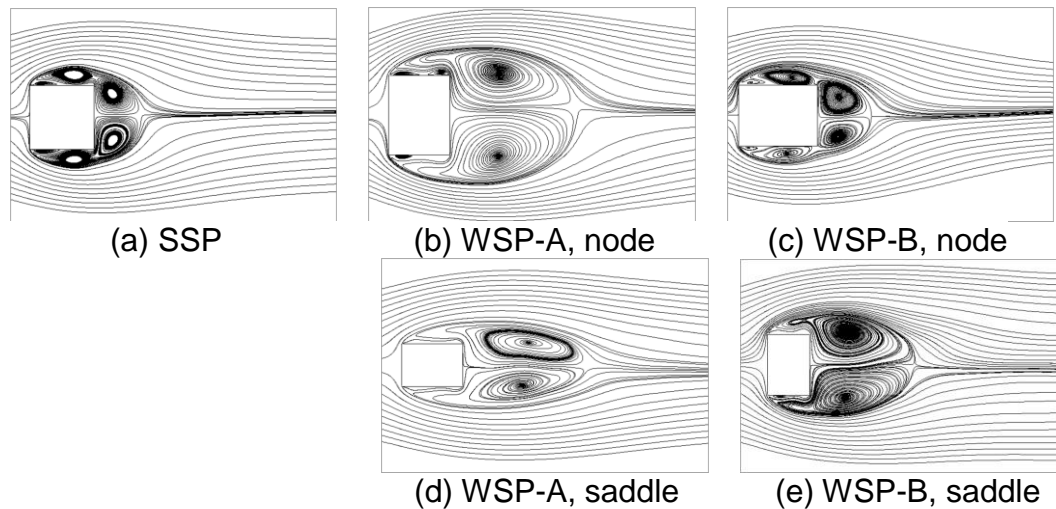 (a) SSP
(b) WSP-A, node
(c) WSP-B, node
(d) WSP-A, saddle
(e) WSP-B, saddle